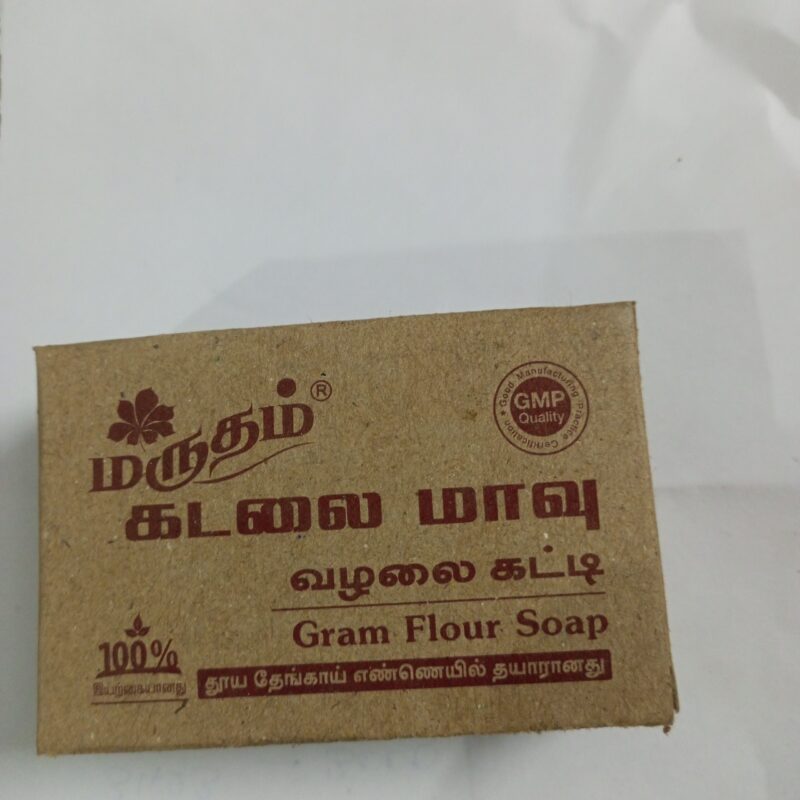 மருதம் ®
Good Manufacturing Practice Certification
GMP
Quality
கடலை மாவு
வழலை கட்டி
Gram Flour Soap
100%
இயற்கையானது
தூய தேங்காய் எண்ணெயில் தயாரானது